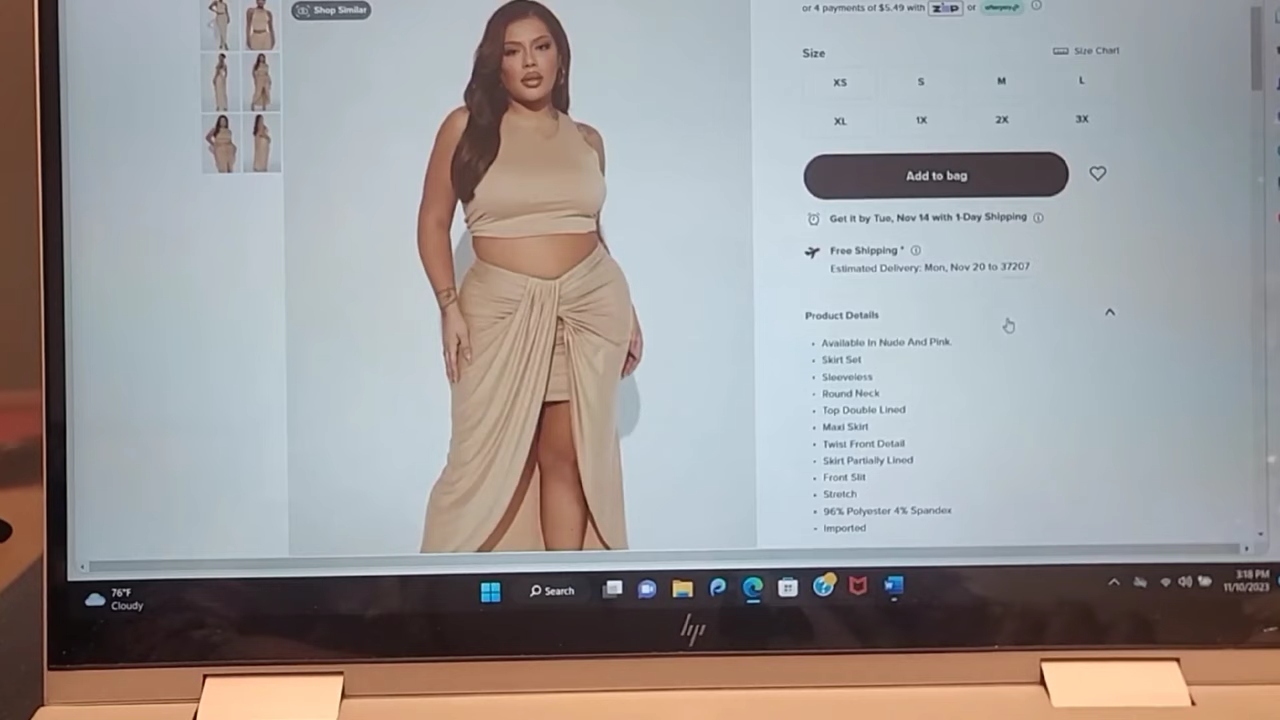 Shop Similar
or 4 payments of $5.49 with zip or afterpay
Size
Size Chart
XS S M L
XL 1X 2X 3X
Add to bag
Get it by Tue, Nov 14 with 1-Day Shipping
Free Shipping *
Estimated Delivery: Mon, Nov 20 to 37207
Product Details
Available In Nude And Pink.
Skirt Set
Sleeveless
Round Neck
Top Double Lined
Maxi Skirt
Twist Front Detail
Skirt Partially Lined
Front Slit
Stretch
96% Polyester 4% Spandex
Imported
76°F
Cloudy
Search
3:18 PM
11/10/2023
hp